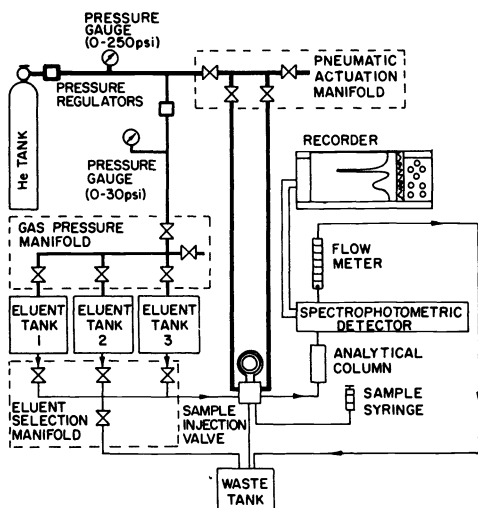 PRESSURE
GAUGE
(0-250psi)
PNEUMATIC
ACTUATION
MANIFOLD
PRESSURE
REGULATORS
He TANK
RECORDER
PRESSURE
GAUGE
(0-30psi)
GAS PRESSURE
MANIFOLD
FLOW
METER
ELUENT
TANK
1
ELUENT
TANK
2
ELUENT
TANK
3
SPECTROPHOTOMETRIC
DETECTOR
ANALYTICAL
COLUMN
SAMPLE
SYRINGE
ELUENT
SELECTION
MANIFOLD
SAMPLE
INJECTION
VALVE
WASTE
TANK